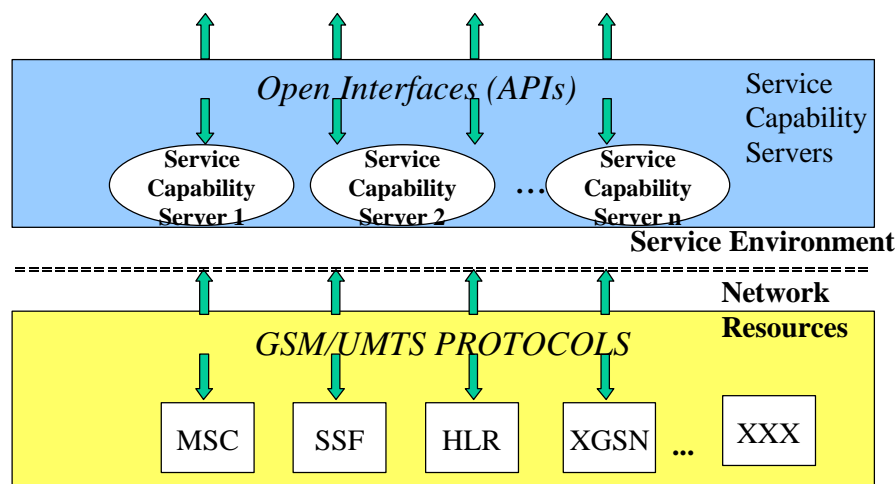 Open Interfaces (APIs)
Service
Capability
Servers
Service
Capability
Server 1
Service
Capability
Server 2
...
Service
Capability
Server n
Service Environment
Network
Resources
GSM/UMTS PROTOCOLS
MSC
SSF
HLR
XGSN
...
XXX